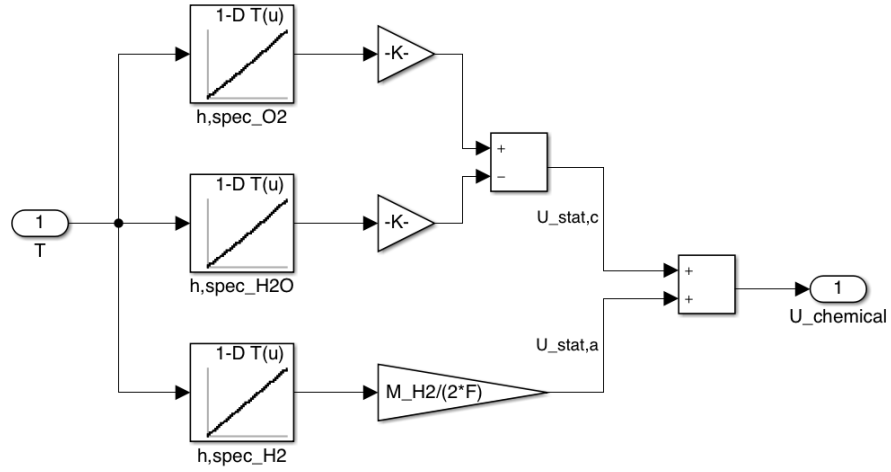 1-D T(u)
-K-
h,spec_O2
+
−
1-D T(u)
1
-K-
U_stat,c
T
h,spec_H2O
+
+
1
U_chemical
1-D T(u)
U_stat,a
M_H2/(2*F)
h,spec_H2